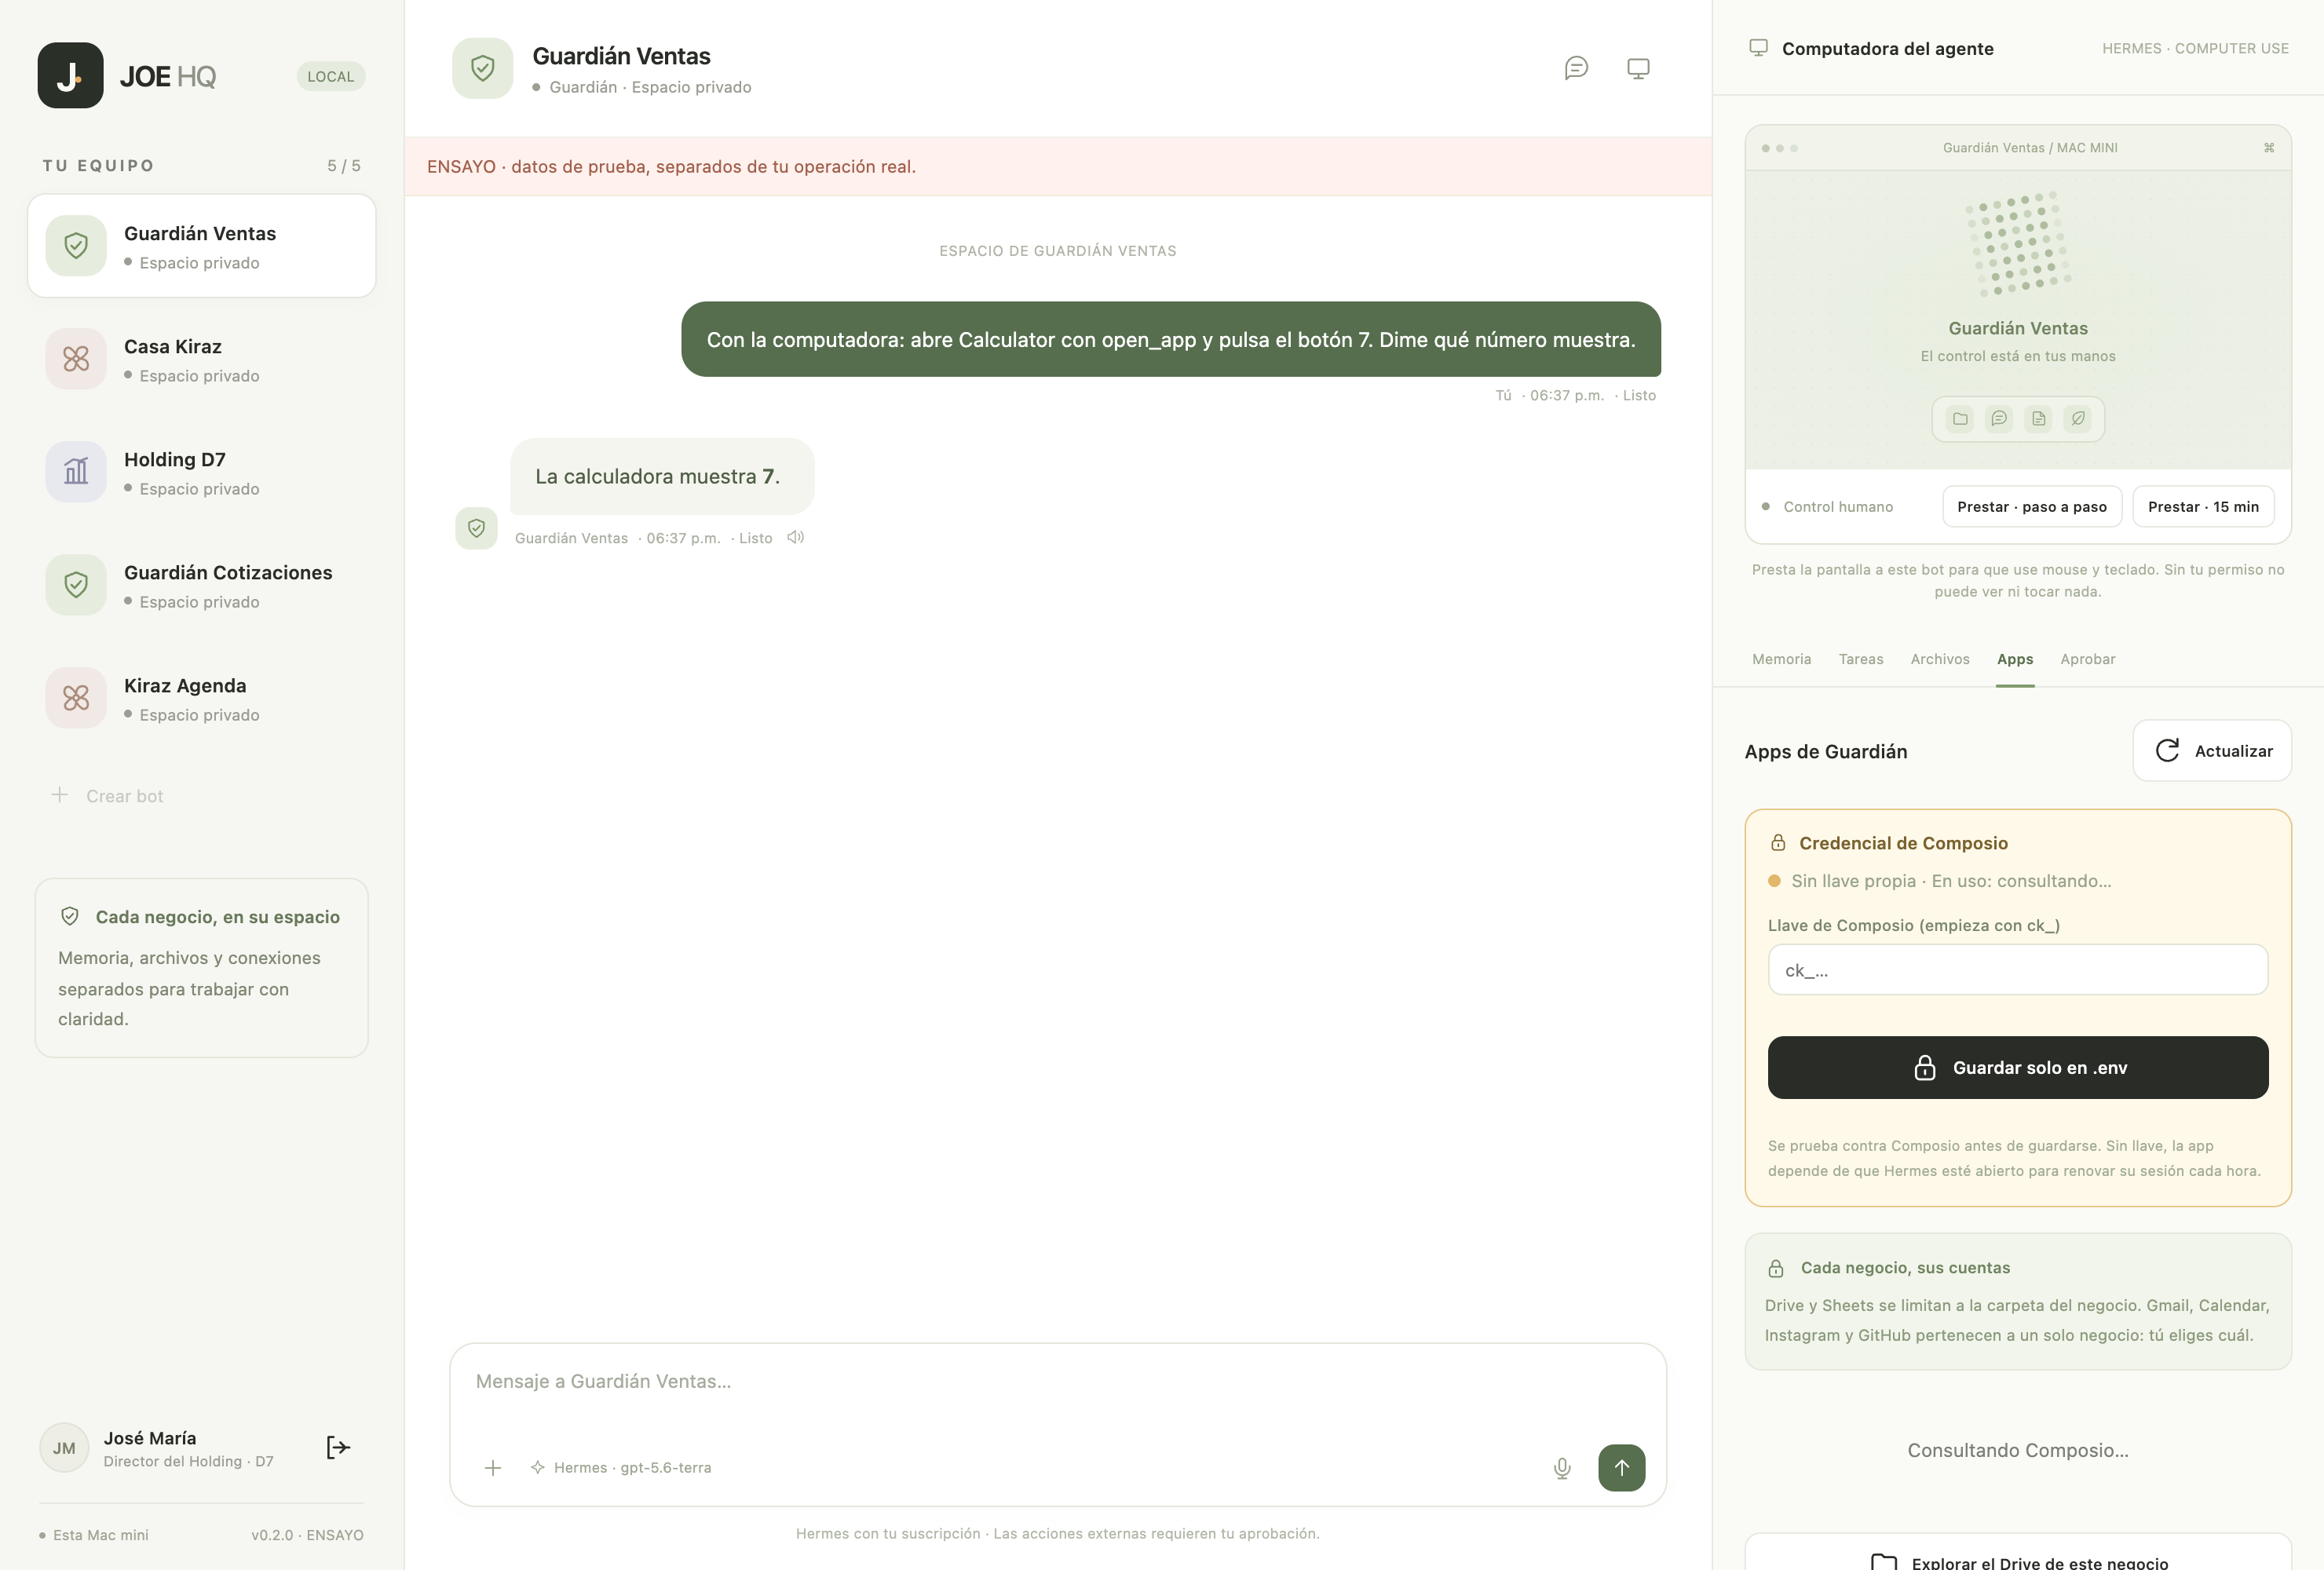 J.
JOE HQ
LOCAL
TU EQUIPO
5 / 5
Guardián Ventas
Espacio privado
Casa Kiraz
Espacio privado
Holding D7
Espacio privado
Guardián Cotizaciones
Espacio privado
Kiraz Agenda
Espacio privado
Crear bot
Cada negocio, en su espacio
Memoria, archivos y conexiones
separados para trabajar con
claridad.
JM
José María
Director del Holding · D7
Esta Mac mini
v0.2.0 · ENSAYO
Guardián Ventas
Guardián · Espacio privado
ENSAYO · datos de prueba, separados de tu operación real.
ESPACIO DE GUARDIÁN VENTAS
Con la computadora: abre Calculator con open_app y pulsa el botón 7. Dime qué número muestra.
Tú · 06:37 p.m. · Listo
La calculadora muestra 7.
Guardián Ventas · 06:37 p.m. · Listo
Mensaje a Guardián Ventas...
Hermes · gpt-5.6-terra
Hermes con tu suscripción · Las acciones externas requieren tu aprobación.
Computadora del agente
HERMES · COMPUTER USE
Guardián Ventas / MAC MINI
⌘
Guardián Ventas
El control está en tus manos
Control humano
Prestar · paso a paso
Prestar · 15 min
Presta la pantalla a este bot para que use mouse y teclado. Sin tu permiso no
puede ver ni tocar nada.
Memoria
Tareas
Archivos
Apps
Aprobar
Apps de Guardián
Actualizar
Credencial de Composio
Sin llave propia · En uso: consultando...
Llave de Composio (empieza con ck_)
ck_...
Guardar solo en .env
Se prueba contra Composio antes de guardarse. Sin llave, la app
depende de que Hermes esté abierto para renovar su sesión cada hora.
Cada negocio, sus cuentas
Drive y Sheets se limitan a la carpeta del negocio. Gmail, Calendar,
Instagram y GitHub pertenecen a un solo negocio: tú eliges cuál.
Consultando Composio...
Explorar el Drive de este negocio